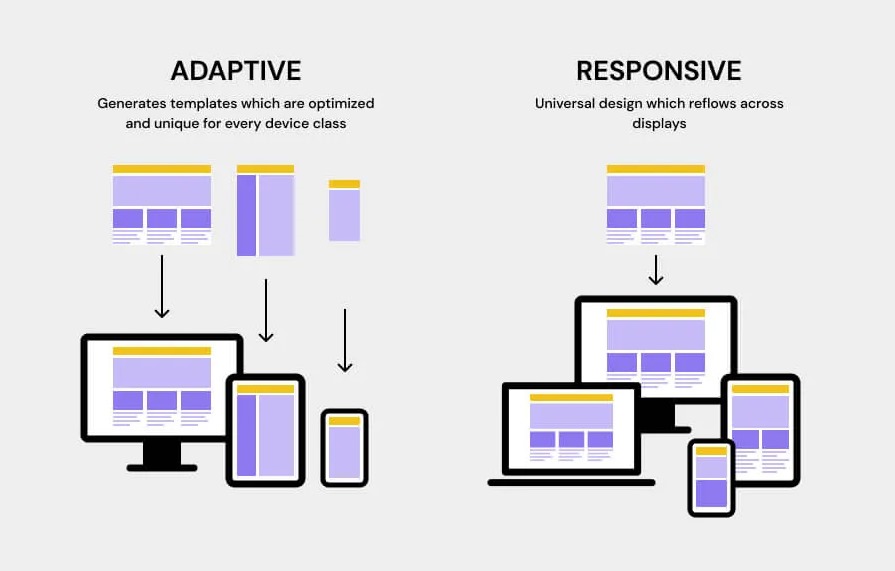 ADAPTIVE
Generates templates which are optimized
and unique for every device class
RESPONSIVE
Universal design which reflows across
displays